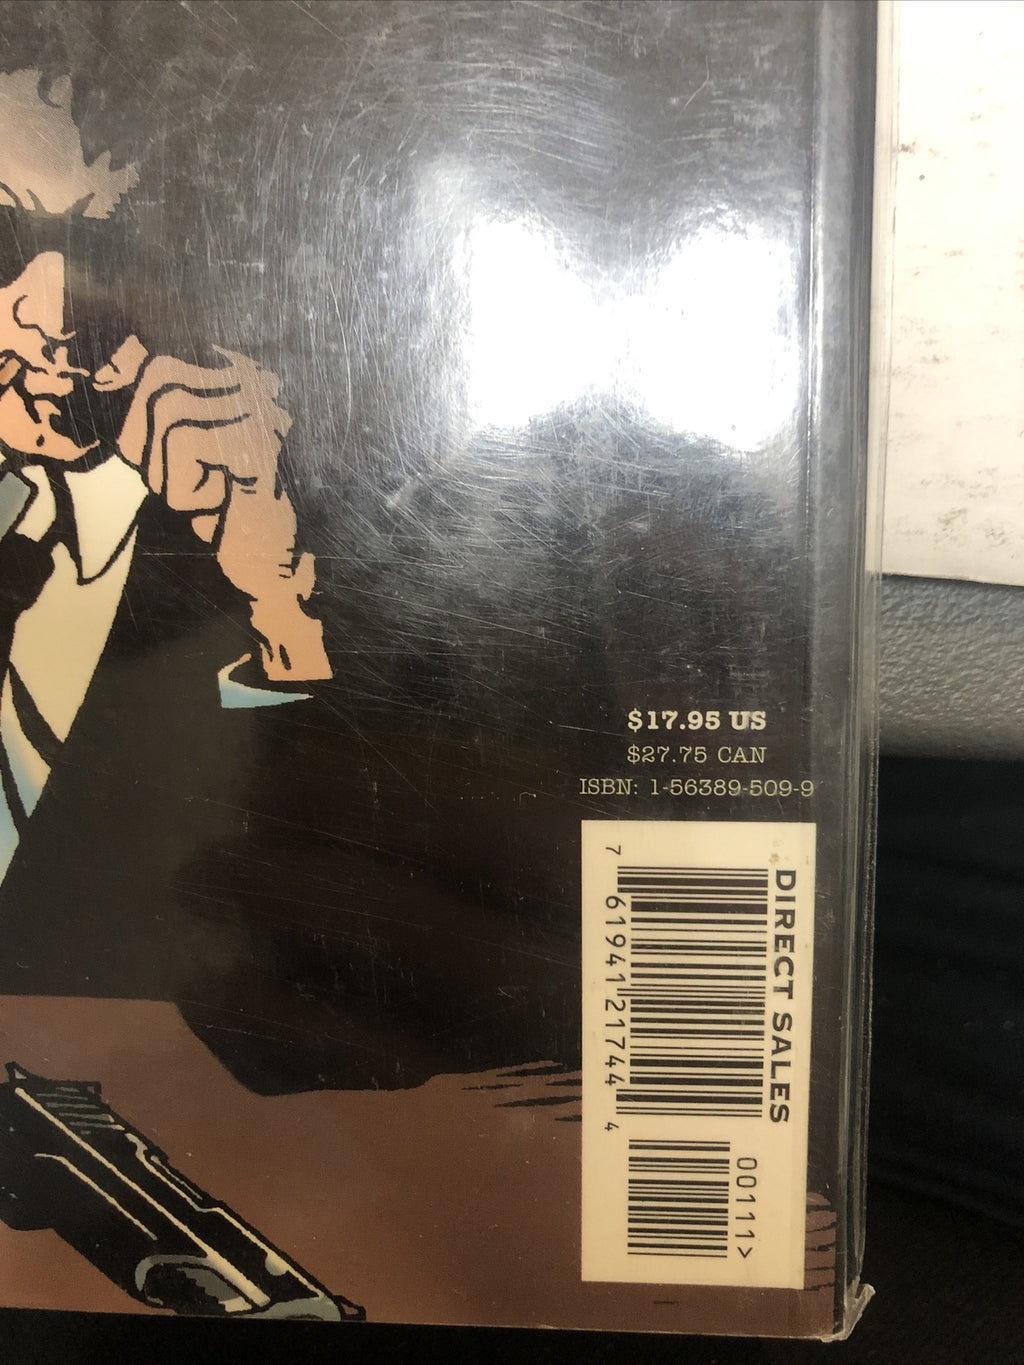 $17.95 US
$27.75 CAN
ISBN: 1-56389-509-9
DIRECT SALES
7 61941 21744 4
00111>